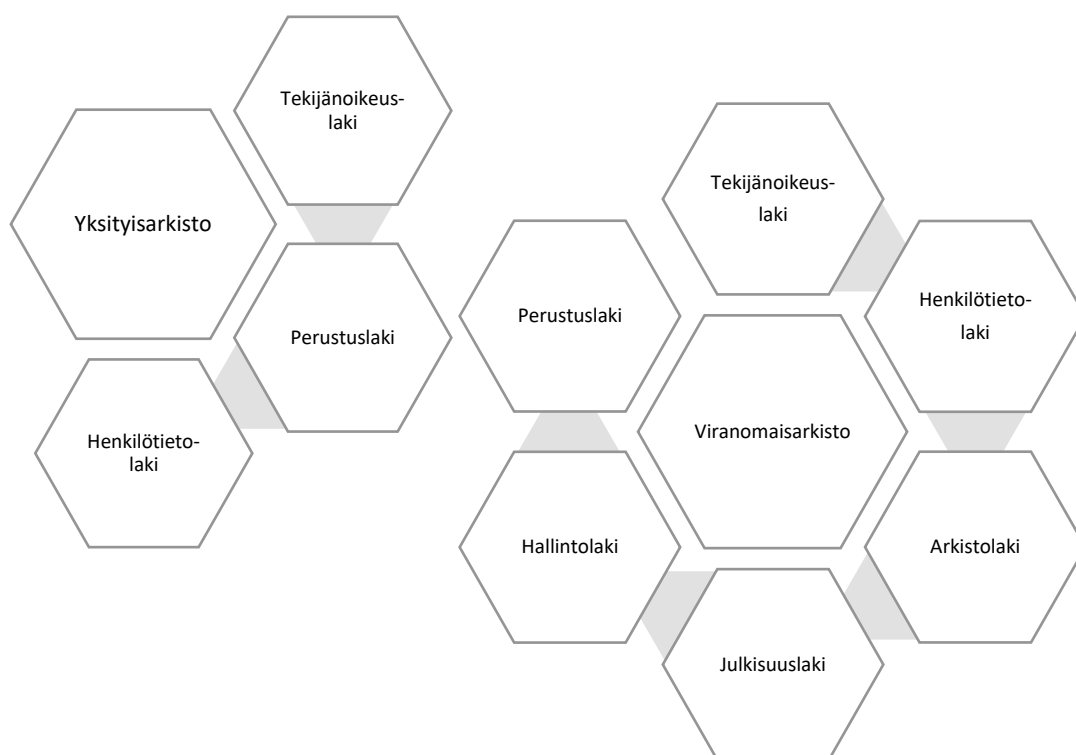 Tekijänoikeus-
laki
Yksityisarkisto
Perustuslaki
Henkilötieto-
laki
Tekijänoikeus-
laki
Perustuslaki
Henkilötieto-
laki
Viranomaisarkisto
Hallintolaki
Arkistolaki
Julkisuuslaki